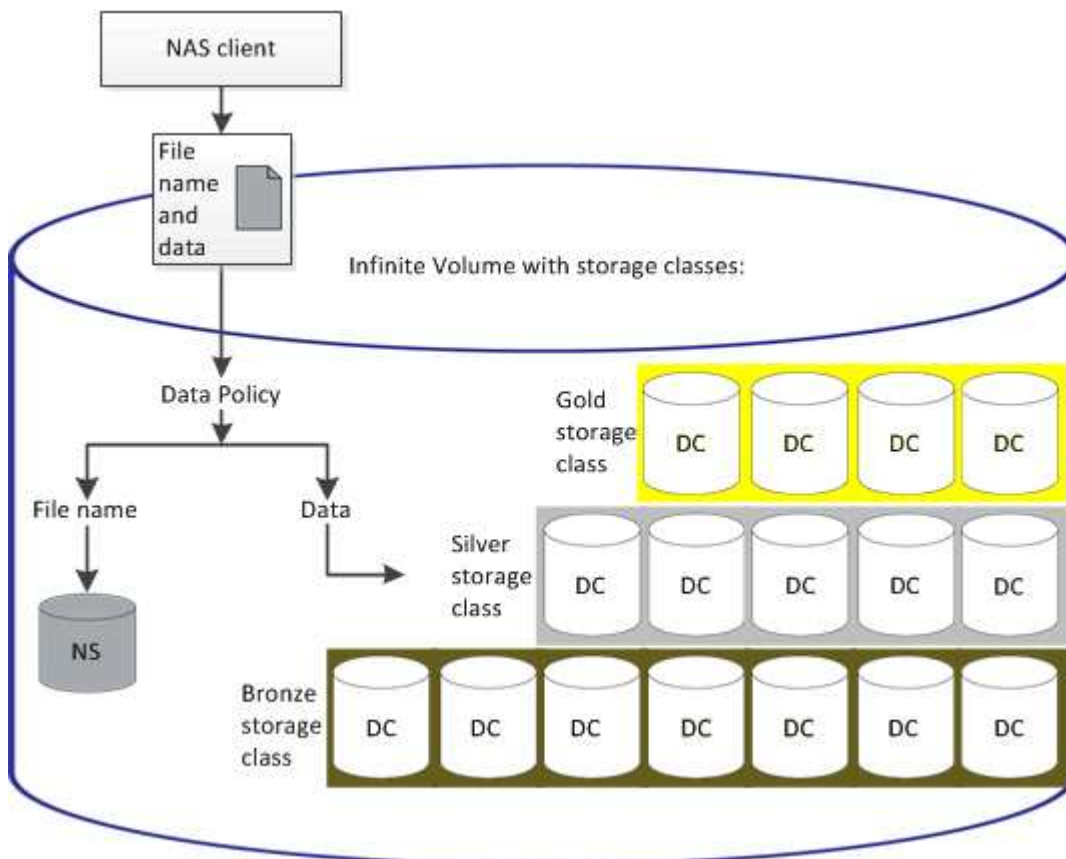 NAS client
File
name
and
data
Infinite Volume with storage classes:
Data Policy
File name
Data
NS
Gold
storage
class
DC DC DC DC
Silver
storage
class
DC DC DC DC DC
Bronze
storage
class
DC DC DC DC DC DC DC